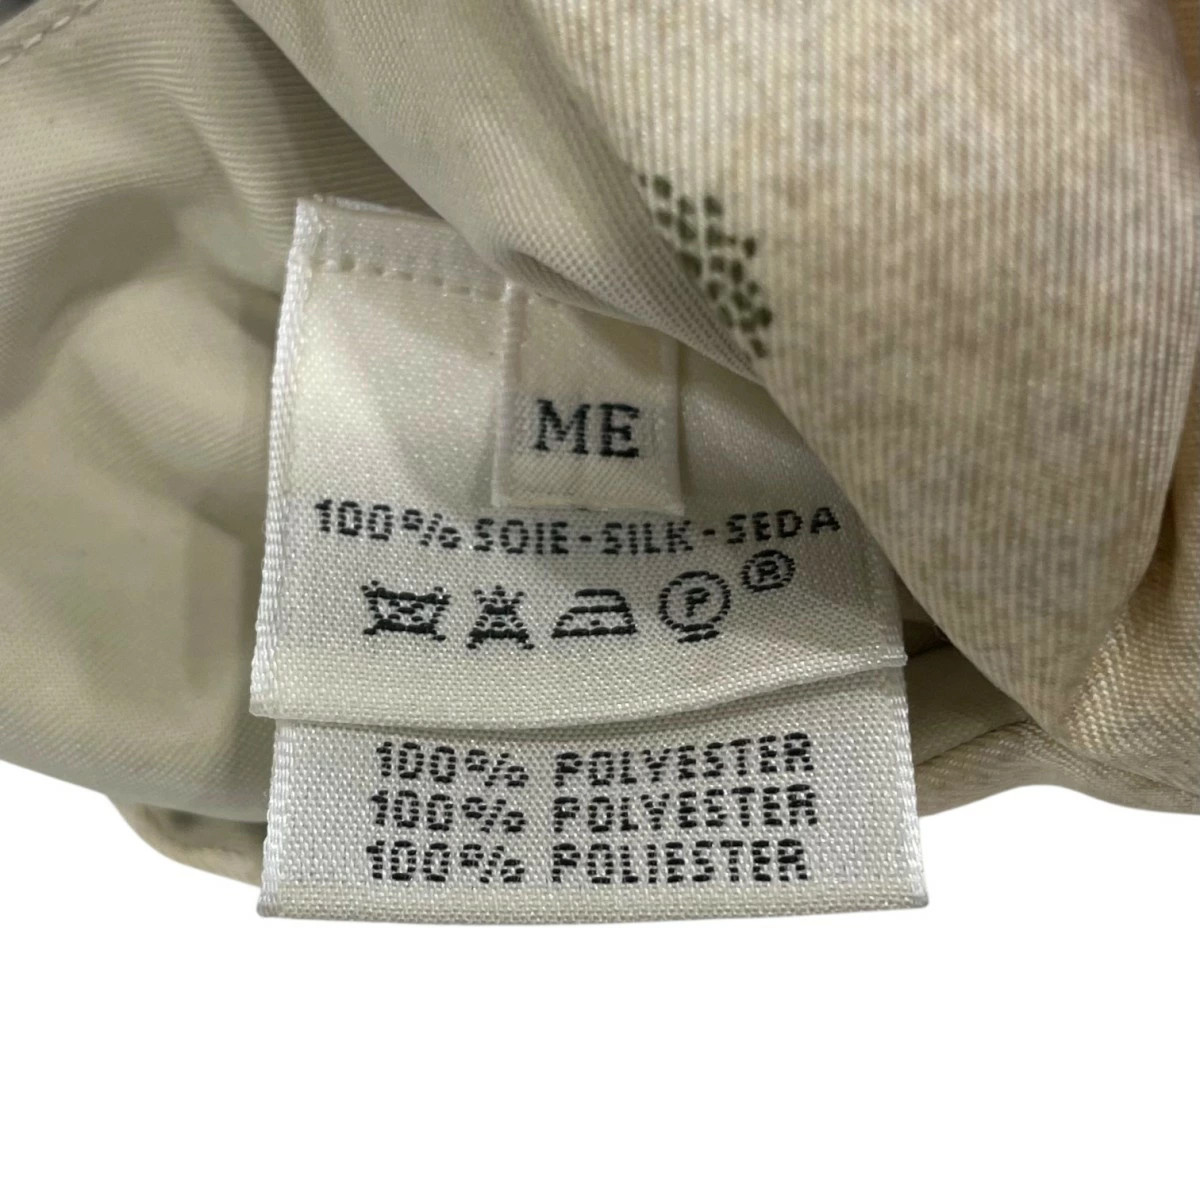 ME
100% SOIE-SILK-SEDA
P
®
100% POLYESTER
100% POLYESTER
100% POLIESTER